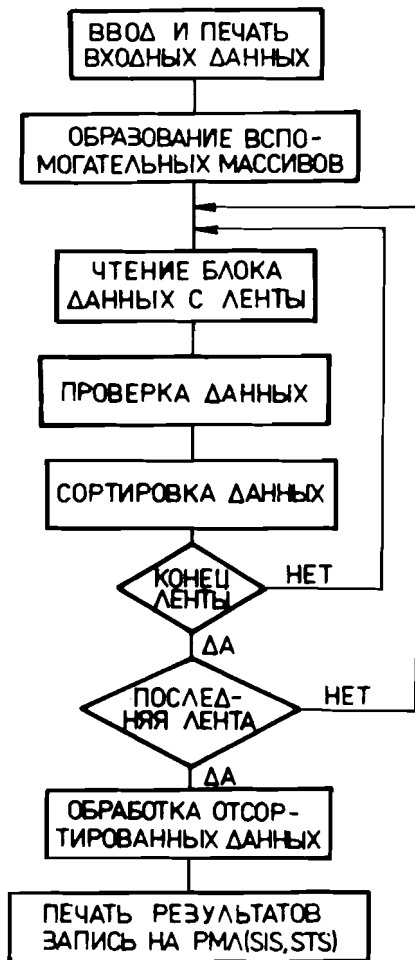 ВВОД И ПЕЧАТЬ
ВХОДНЫХ ДАННЫХ
ОБРАЗОВАНИЕ ВСПО-
МОГАТЕЛЬНЫХ МАССИВОВ
ЧТЕНИЕ БЛОКА
ДАННЫХ С ЛЕНТЫ
ПРОВЕРКА ДАННЫХ
СОРТИРОВКА ДАННЫХ
КОНЕЦ
ЛЕНТЫ
НЕТ
ДА
ПОСЛЕД-
НЯЯ ЛЕНТА
НЕТ
ДА
ОБРАБОТКА ОТСОР-
ТИРОВАННЫХ ДАННЫХ
ПЕЧАТЬ РЕЗУЛЬТАТОВ
ЗАПИСЬ НА РМЛ(SIS,STS)